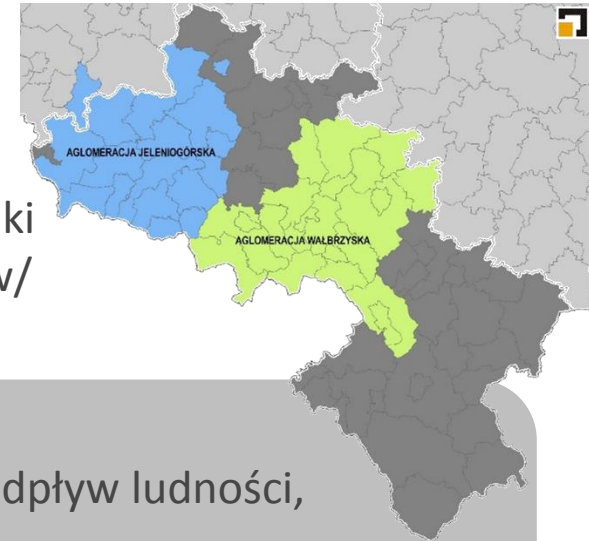 AGLOMERACJA JELENIOGÓRSKA
AGLOMERACJA WAŁBRZYSKA
ki
w/
dpływ ludności,